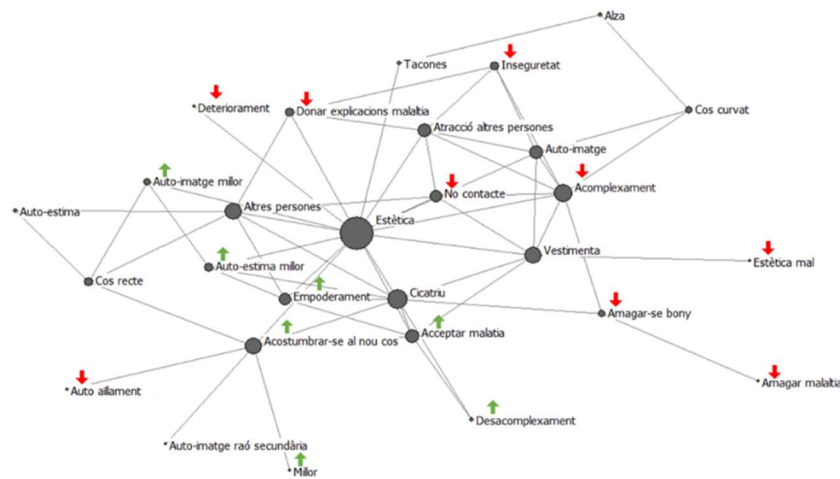 Alza
Tacones
Inseguretat
Deteriorament
Donar explicacions malaltia
Cos curvat
Atracció altres persones
Auto-imatge
Auto-imatge millor
Acomplexament
No contacte
Auto-estima
Altres persones
Estètica
Vestimenta
Estètica mal
Auto-estima millor
Cos recte
Empoderament
Cicatriu
Amagar-se bony
Acceptar malatia
Acostumbrar-se al nou cos
Amagar malaltia
Auto aïllament
Desacomplexament
Auto-imatge raó secundària
Millor